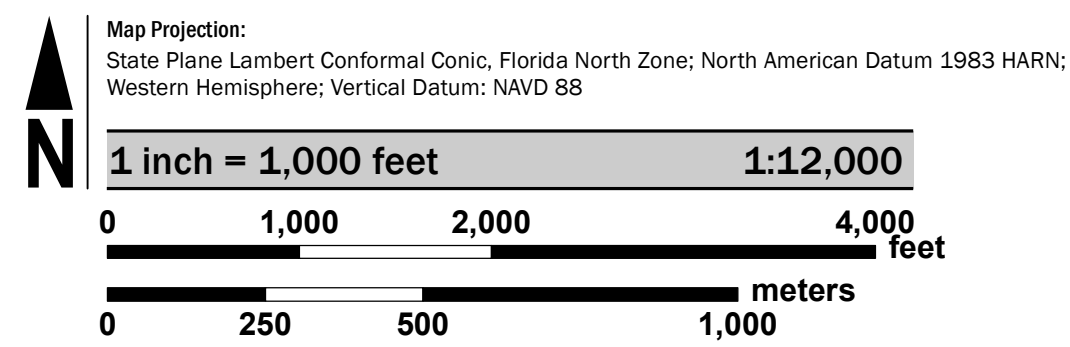 Map Projection:
State Plane Lambert Conformal Conic, Florida North Zone; North American Datum 1983 HARN;
Western Hemisphere; Vertical Datum: NAVD 88
N
1 inch = 1,000 feet 1:12,000
0 1,000 2,000 4,000
feet
meters
0 250 500 1,000